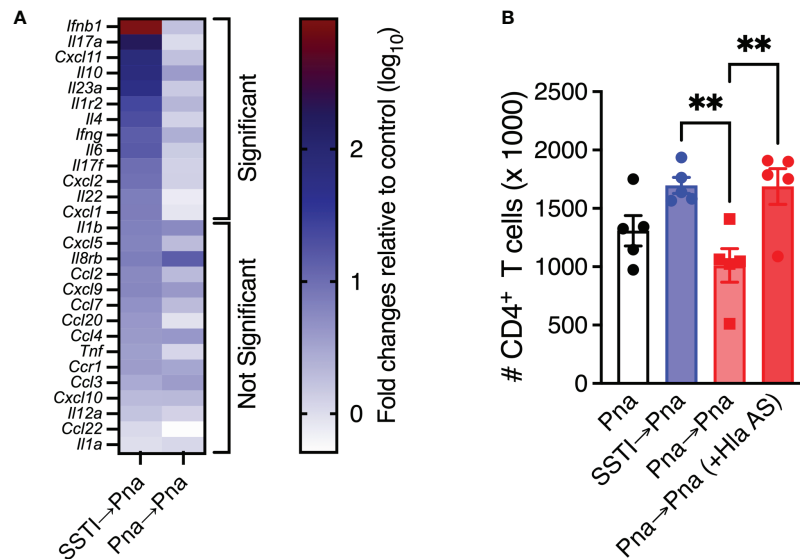 A
Ifnb1
Il17a
Cxcl11
Il10
Il23a
Il1r2
Il4
Ifng
Il6
Il17f
Cxcl2
Il22
Cxcl1
Il1b
Cxcl5
Il8rb
Ccl2
Cxcl9
Ccl7
Ccl20
Ccl4
Tnf
Ccr1
Ccl3
Cxcl10
Il12a
Ccl22
Il1a
SSTI→Pna
Pna→Pna
Significant
Not Significant
2
1
0
Fold changes relative to control (log10)
B
# CD4+ T cells (x 1000)
2500
2000
1500
1000
500
0
**
**
Pna
SSTI→Pna
Pna→Pna
Pna→Pna (+Hla AS)